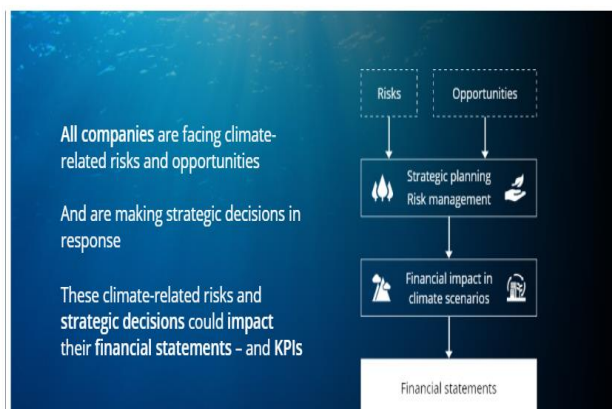 All companies are facing climate-
related risks and opportunities
And are making strategic decisions in
response
These climate-related risks and
strategic decisions could impact
their financial statements – and KPIs
Risks
Opportunities
Strategic planning
Risk management
Financial impact in
climate scenarios
Financial statements